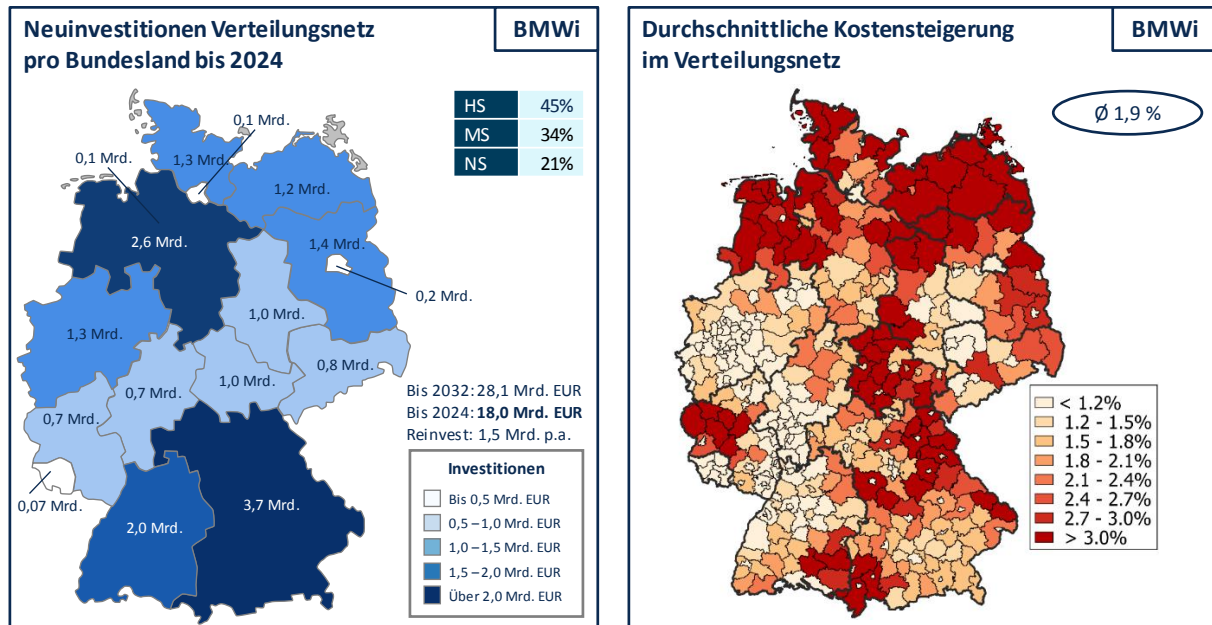 Neuinvestitionen Verteilungsnetz
pro Bundesland bis 2024
BMWi
HS 45%
MS 34%
NS 21%
0,1 Mrd.
0,1 Mrd.
1,3 Mrd.
1,2 Mrd.
2,6 Mrd.
1,4 Mrd.
0,2 Mrd.
1,0 Mrd.
1,3 Mrd.
0,8 Mrd.
0,7 Mrd.
1,0 Mrd.
0,7 Mrd.
0,07 Mrd.
2,0 Mrd.
3,7 Mrd.
Bis 2032: 28,1 Mrd. EUR
Bis 2024: 18,0 Mrd. EUR
Reinvest: 1,5 Mrd. p.a.
Investitionen
Bis 0,5 Mrd. EUR
0,5 – 1,0 Mrd. EUR
1,0 – 1,5 Mrd. EUR
1,5 – 2,0 Mrd. EUR
Über 2,0 Mrd. EUR
Durchschnittliche Kostensteigerung
im Verteilungsnetz
BMWi
Ø 1,9 %
< 1.2%
1.2 - 1.5%
1.5 - 1.8%
1.8 - 2.1%
2.1 - 2.4%
2.4 - 2.7%
2.7 - 3.0%
> 3.0%